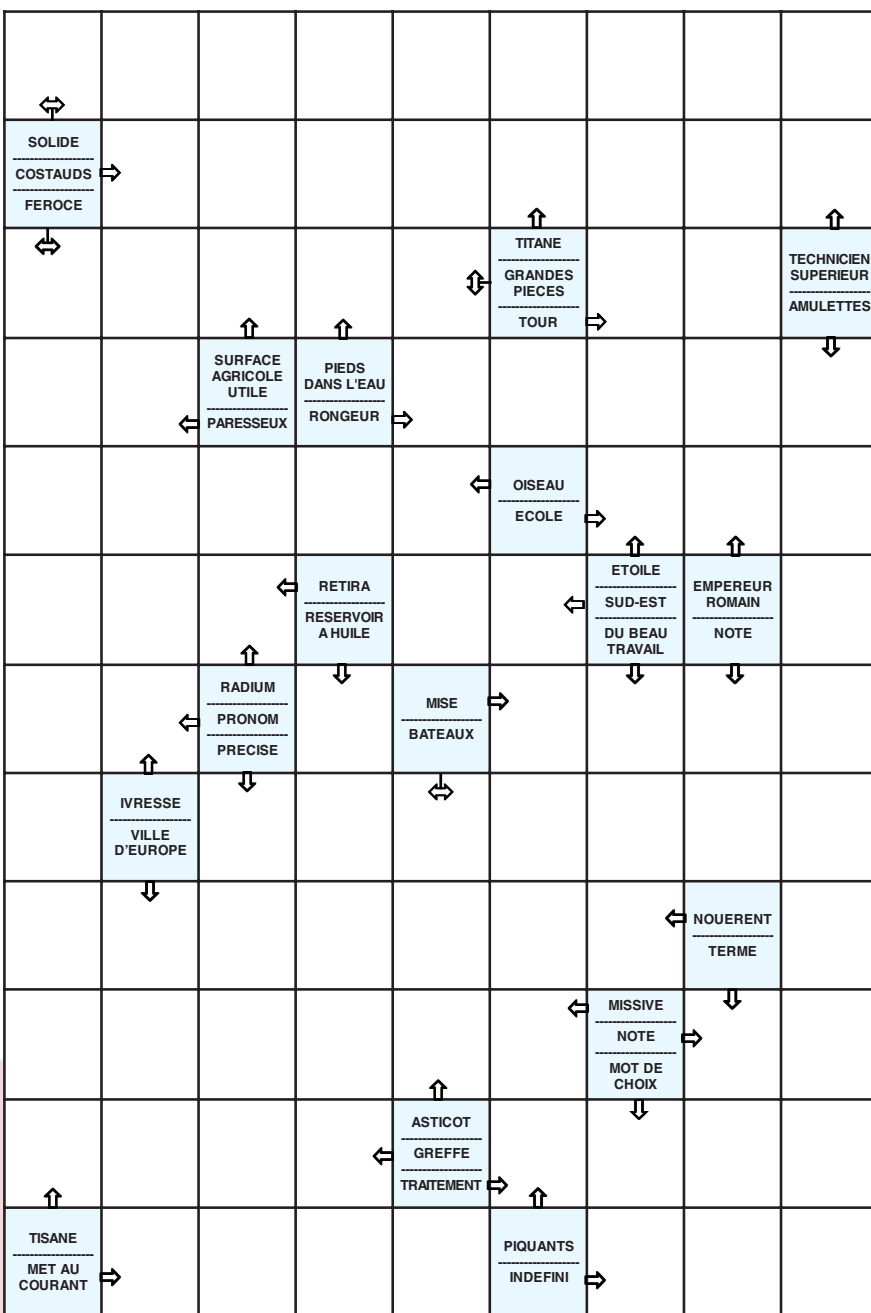 SOLIDE
COSTAUDS
FEROCE
TITANE
GRANDES
PIECES
TOUR
TECHNICIEN
SUPERIEUR
AMULETTES
SURFACE
AGRICOLE
UTILE
PARESSEUX
PIEDS
DANS L'EAU
RONGEUR
OISEAU
ECOLE
RETIRA
RESERVOIR
A HUILE
ETOILE
SUD-EST
DU BEAU
TRAVAIL
EMPEREUR
ROMAIN
NOTE
RADIUM
PRONOM
PRECISE
MISE
BATEAUX
IVRESSE
VILLE
D'EUROPE
NOUERENT
TERME
MISSIVE
NOTE
MOT DE
CHOIX
ASTICOT
GREFFE
TRAITEMENT
TISANE
MET AU
COURANT
PIQUANTS
INDEFINI